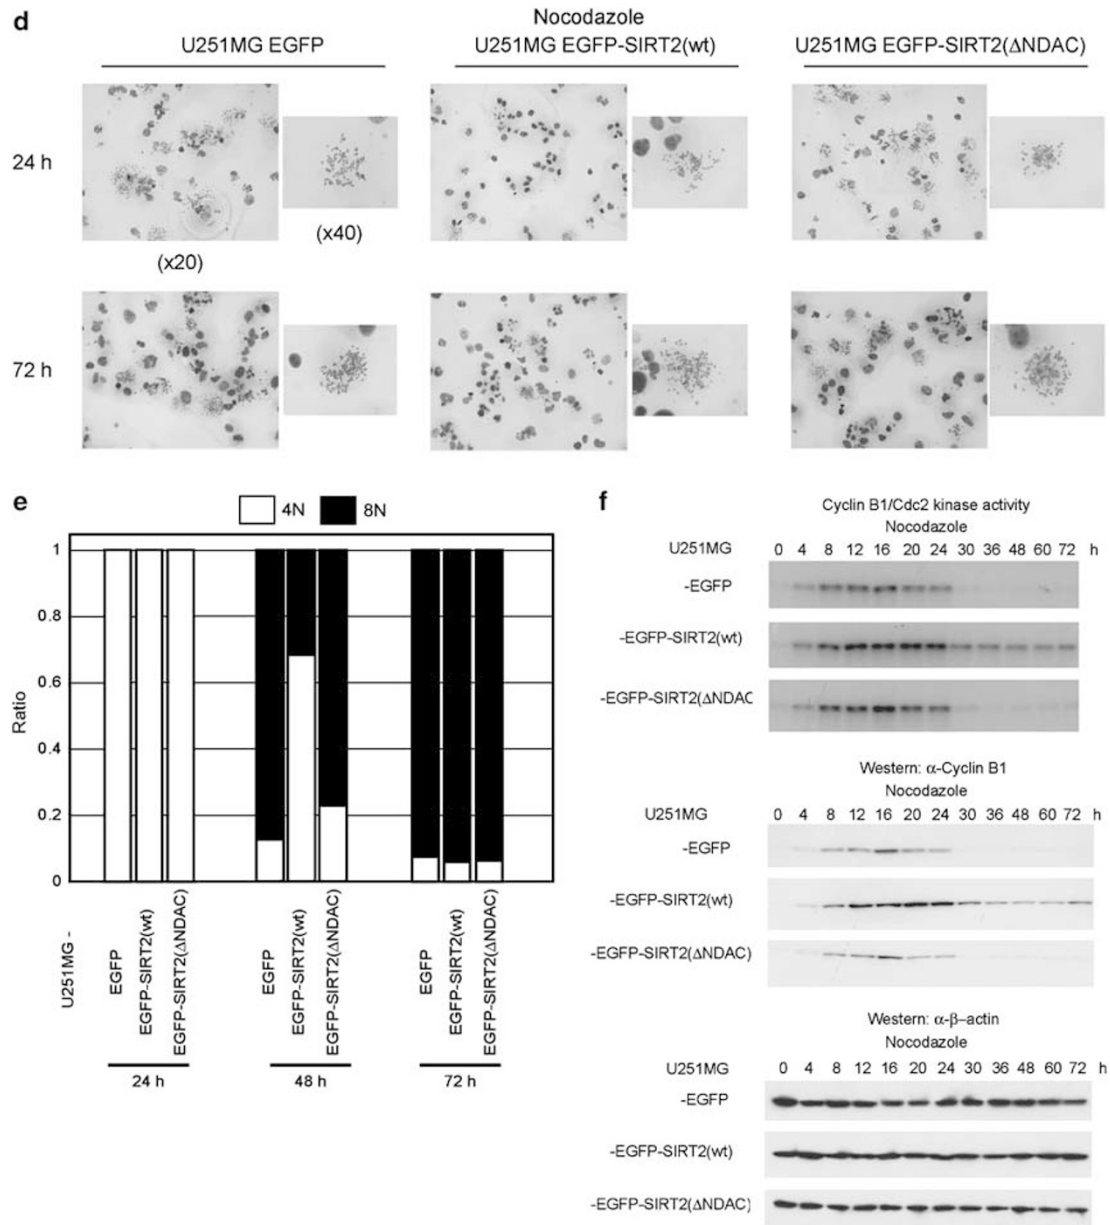 d
Nocodazole
U251MG EGFP
U251MG EGFP-SIRT2(wt)
U251MG EGFP-SIRT2(ΔNDAC)
24 h
(x40)
(x20)
72 h
e
4N
8N
1
0.8
0.6
0.4
0.2
0
Ratio
U251MG -
EGFP
EGFP-SIRT2(wt)
EGFP-SIRT2(ΔNDAC)
EGFP
EGFP-SIRT2(wt)
EGFP-SIRT2(ΔNDAC)
EGFP
EGFP-SIRT2(wt)
EGFP-SIRT2(ΔNDAC)
24 h
48 h
72 h
f
Cyclin B1/Cdc2 kinase activity
Nocodazole
U251MG 0 4 8 12 16 20 24 30 36 48 60 72 h
-EGFP
-EGFP-SIRT2(wt)
-EGFP-SIRT2(ΔNDAC
Western: α-Cyclin B1
Nocodazole
U251MG 0 4 8 12 16 20 24 30 36 48 60 72 h
-EGFP
-EGFP-SIRT2(wt)
-EGFP-SIRT2(ΔNDAC)
Western: α-β–actin
Nocodazole
U251MG 0 4 8 12 16 20 24 30 36 48 60 72 h
-EGFP
-EGFP-SIRT2(wt)
-EGFP-SIRT2(ΔNDAC)